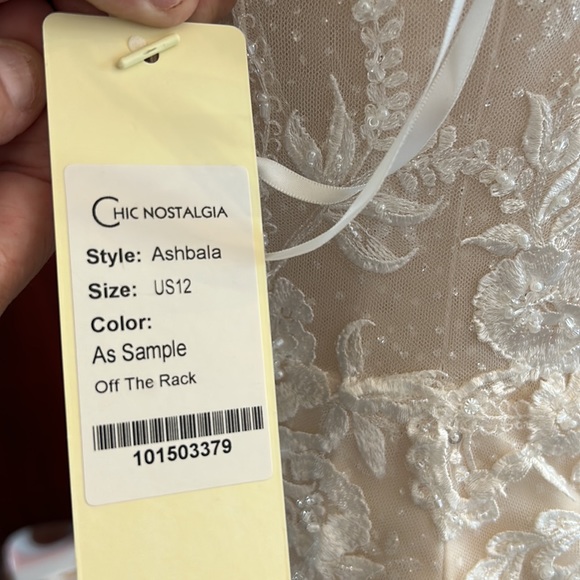 CHIC NOSTALGIA
Style: Ashbala
Size: US12
Color:
As Sample
Off The Rack
101503379